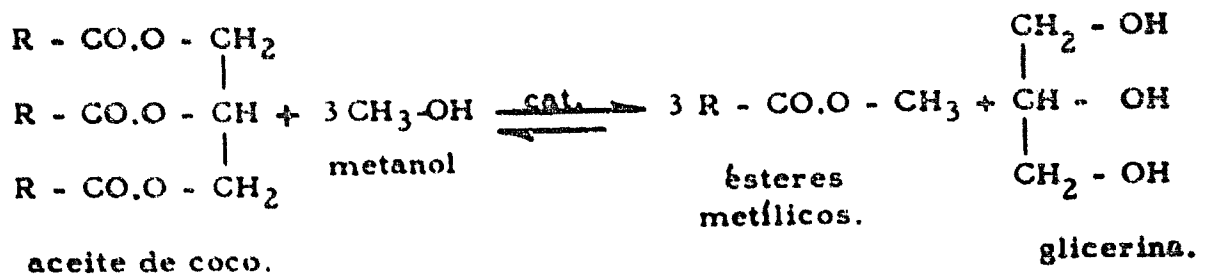 R - CO.O - CH2
R - CO.O - CH + 3 CH3-OH cat. 3 R - CO.O - CH3 + CH - OH
R - CO.O - CH2
CH2 - OH
CH2 - OH
metanol
ésteres
metílicos.
aceite de coco.
glicerina.